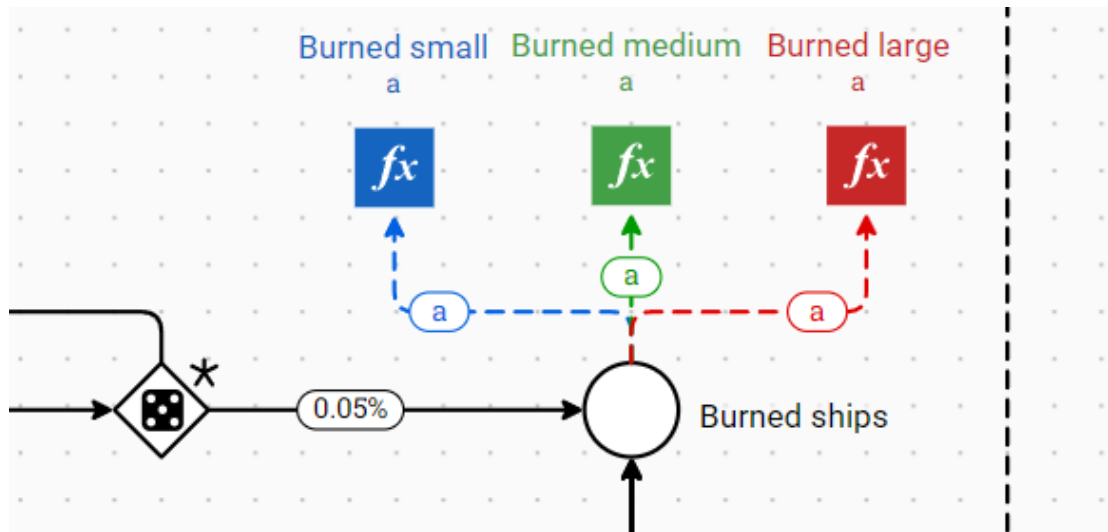 Burned small
a
Burned medium
a
Burned large
a
fx
fx
fx
a
a
a
*
0.05%
Burned ships